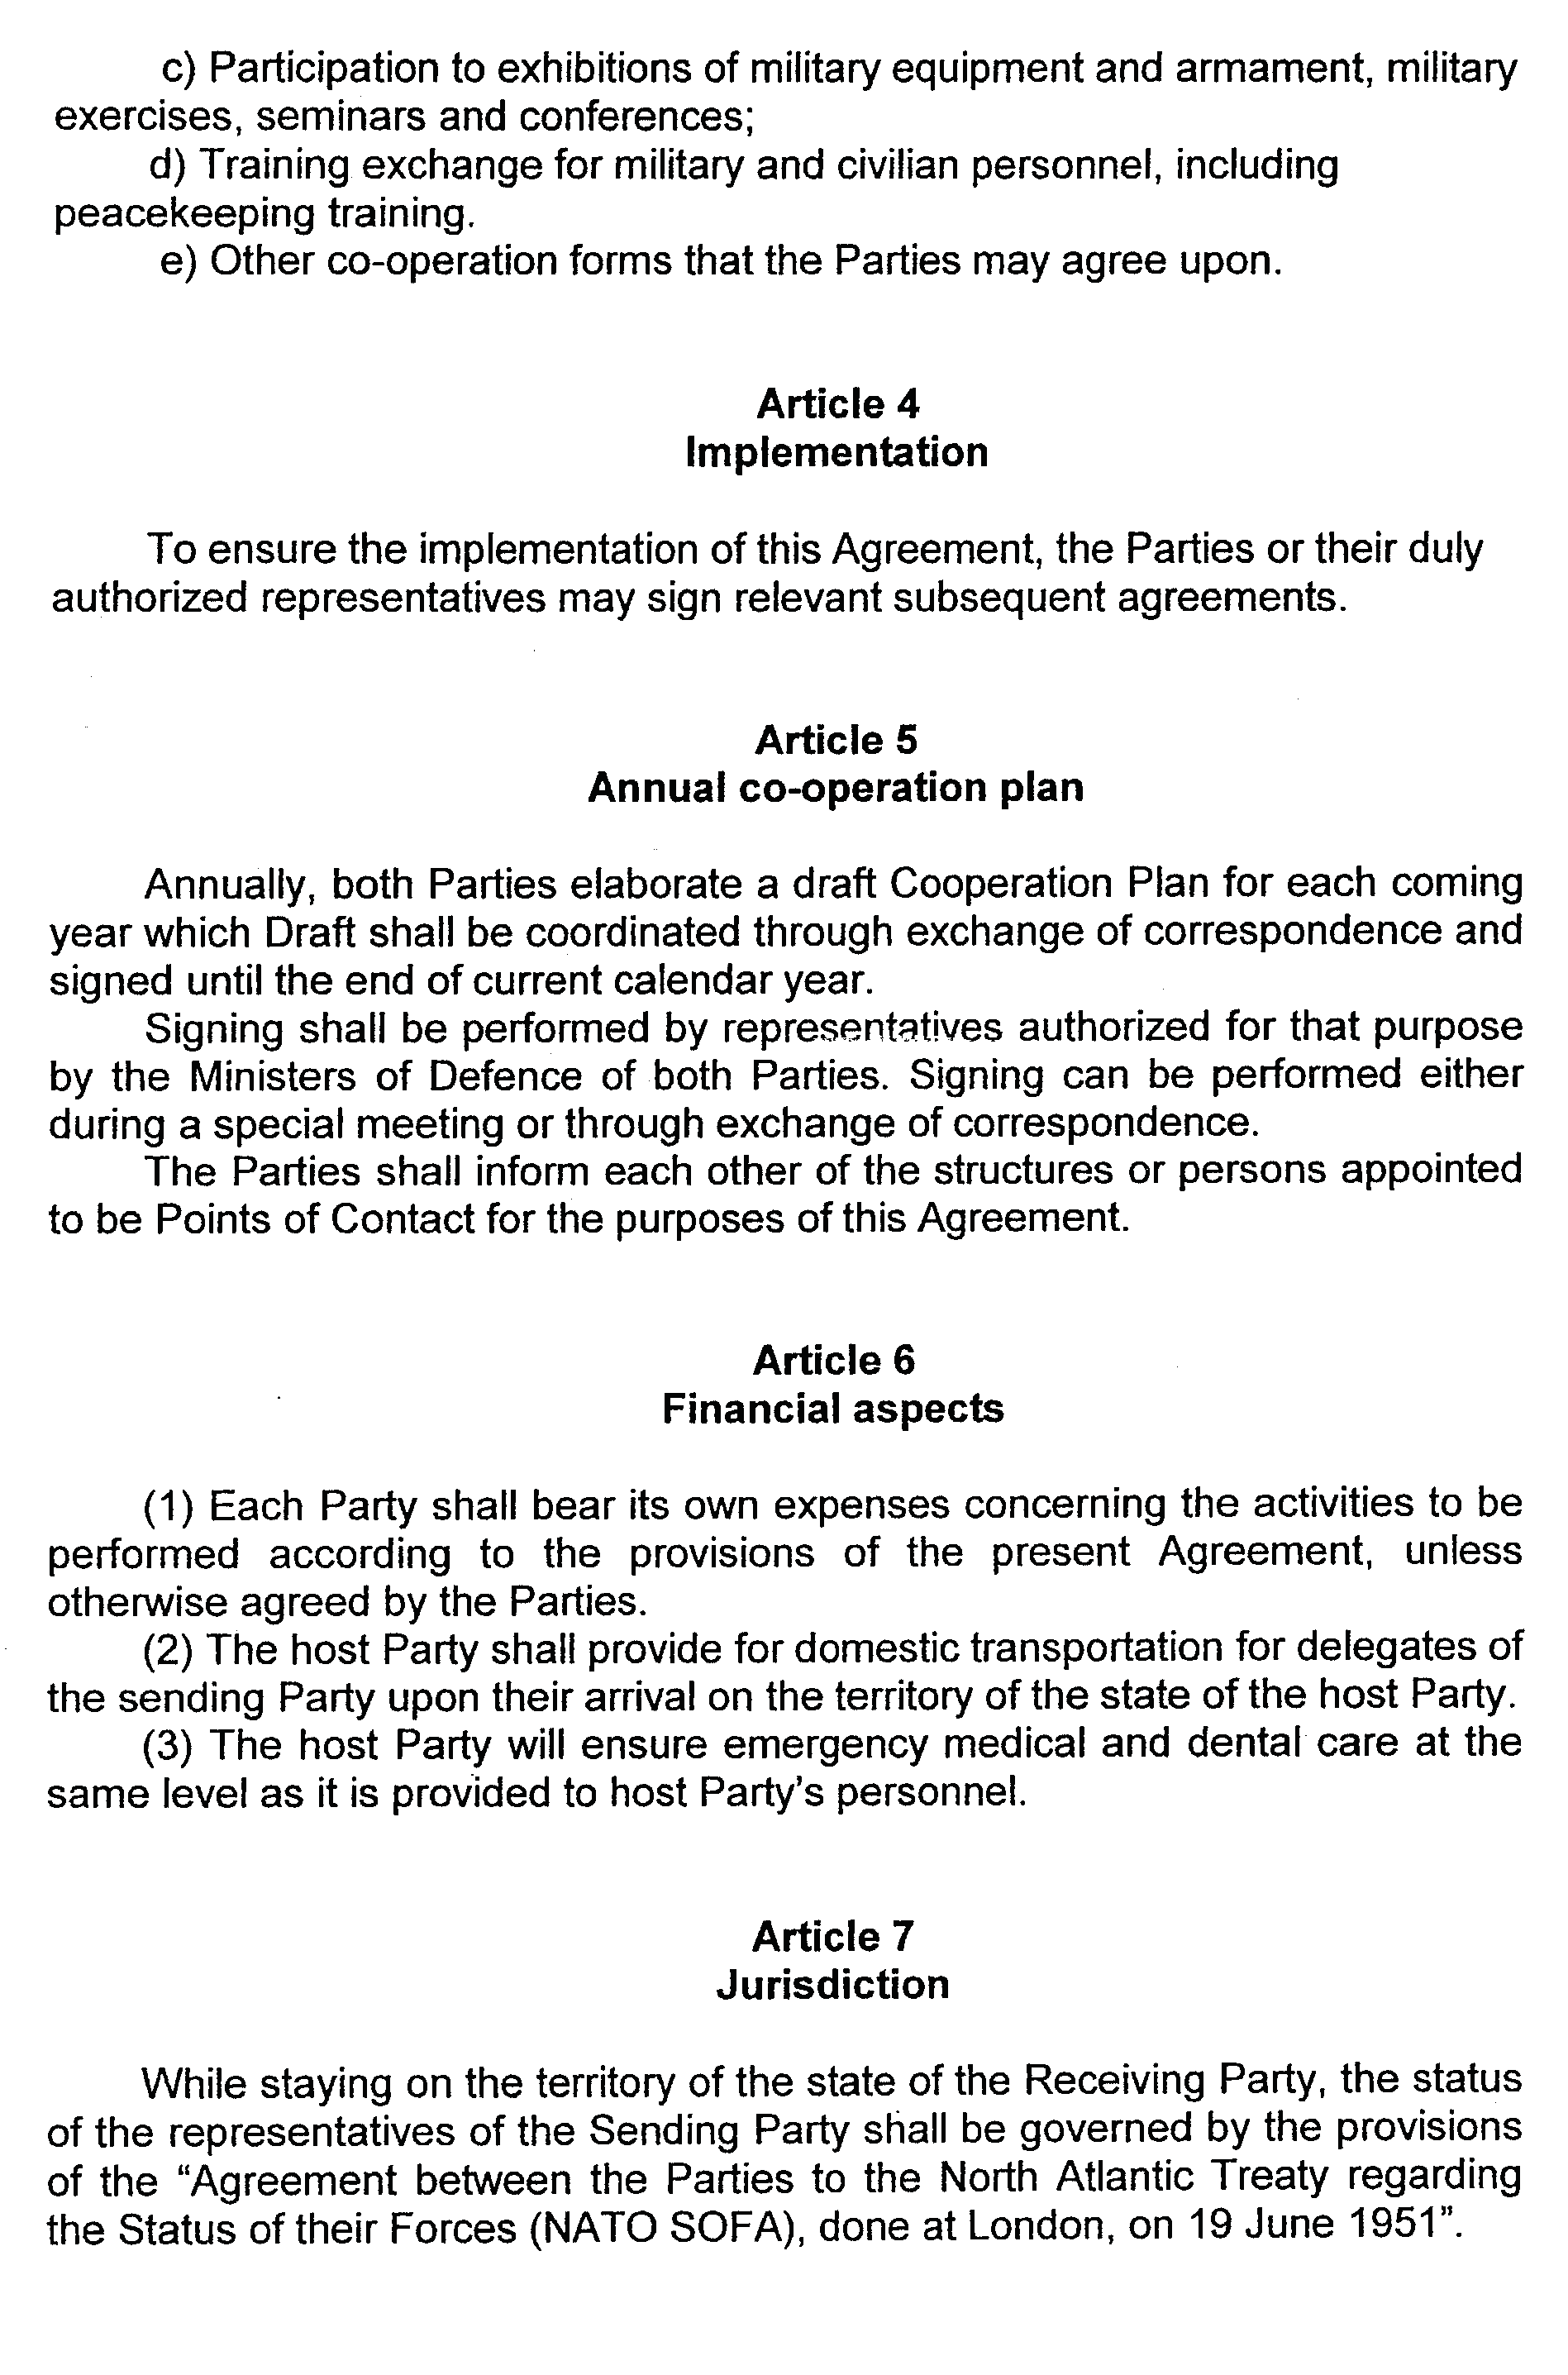 c) Participation to exhibitions of military equipment and armament, military
exercises, seminars and conferences;
d) Training exchange for military and civilian personnel, including
peacekeeping training.
e) Other co-operation forms that the Parties may agree upon.
Article 4
Implementation
To ensure the implementation of this Agreement, the Parties or their duly
authorized representatives may sign relevant subsequent agreements.
Article 5
Annual co-operation plan
Annually, both Parties elaborate a draft Cooperation Plan for each coming
year which Draft shall be coordinated through exchange of correspondence and
signed until the end of current calendar year.
Signing shall be performed by representatives authorized for that purpose
by the Ministers of Defence of both Parties. Signing can be performed either
during a special meeting or through exchange of correspondence.
The Parties shall inform each other of the structures or persons appointed
to be Points of Contact for the purposes of this Agreement.
Article 6
Financial aspects
(1) Each Party shall bear its own expenses concerning the activities to be
performed according to the provisions of the present Agreement, unless
otherwise agreed by the Parties.
(2) The host Party shall provide for domestic transportation for delegates of
the sending Party upon their arrival on the territory of the state of the host Party.
(3) The host Party will ensure emergency medical and dental care at the
same level as it is provided to host Party's personnel.
Article 7
Jurisdiction
While staying on the territory of the state of the Receiving Party, the status
of the representatives of the Sending Party shall be governed by the provisions
of the “Agreement between the Parties to the North Atlantic Treaty regarding
the Status of their Forces (NATO SOFA), done at London, on 19 June 1951”.